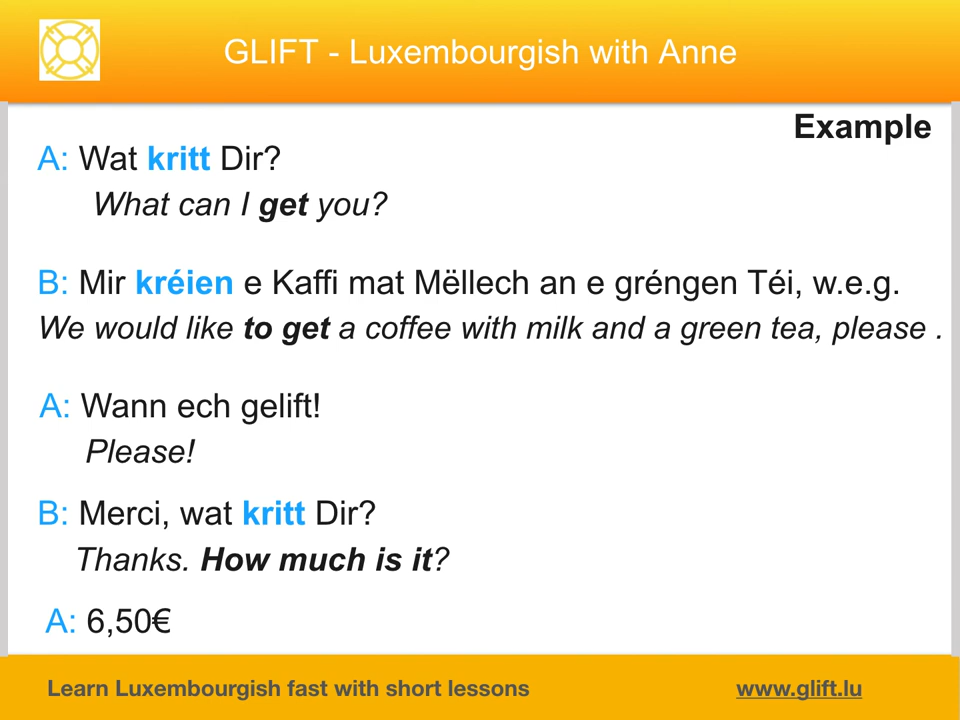 GLIFT - Luxembourgish with Anne
Example
A: Wat kritt Dir?
What can I get you?
B: Mir kréien e Kaffi mat Mëllech an e gréngen Téi, w.e.g.
We would like to get a coffee with milk and a green tea, please .
A: Wann ech gelift!
Please!
B: Merci, wat kritt Dir?
Thanks. How much is it?
A: 6,50€
Learn Luxembourgish fast with short lessons
www.glift.lu